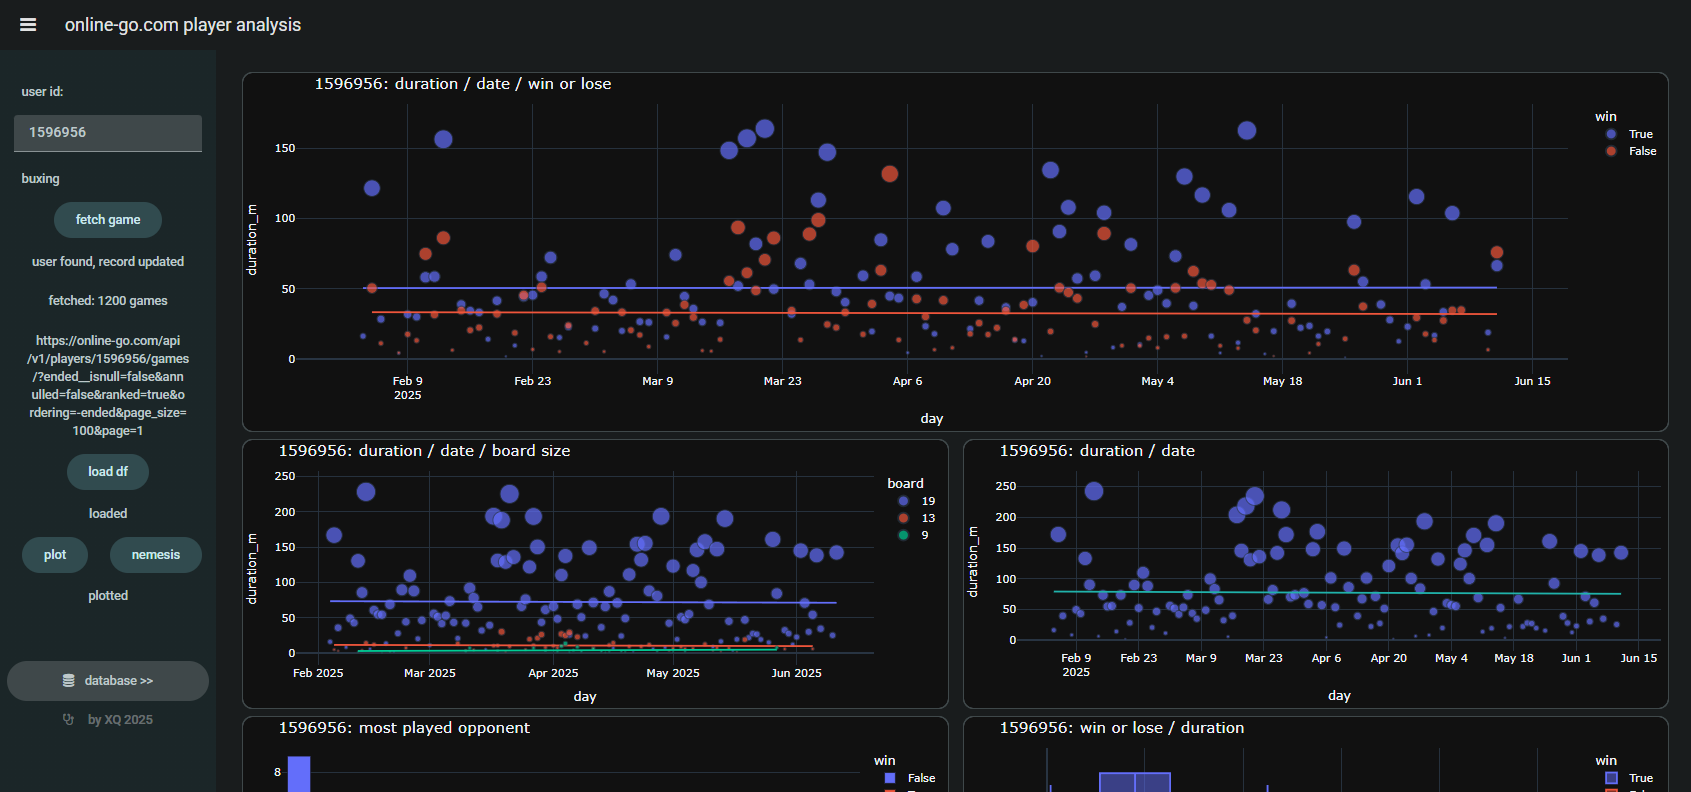 online-go.com player analysis
user id:
1596956
buxing
fetch game
user found, record updated
fetched: 1200 games
https://online-go.com/api
/v1/players/1596956/games
/?ended__isnull=false&ann
ulled=false&ranked=true&o
rdering=-ended&page_size=
100&page=1
load df
loaded
plot
nemesis
plotted
database >>
by XQ 2025
1596956: duration / date / win or lose
win
True
False
duration_m
150
100
50
0
Feb 9
2025
Feb 23
Mar 9
Mar 23
Apr 6
Apr 20
May 4
May 18
Jun 1
Jun 15
day
1596956: duration / date / board size
board
19
13
9
duration_m
250
200
150
100
50
0
Feb 2025
Mar 2025
Apr 2025
May 2025
Jun 2025
day
1596956: duration / date
duration_m
250
200
150
100
50
0
Feb 9
2025
Feb 23
Mar 9
Mar 23
Apr 6
Apr 20
May 4
May 18
Jun 1
Jun 15
day
1596956: most played opponent
win
False
8
1596956: win or lose / duration
win
True